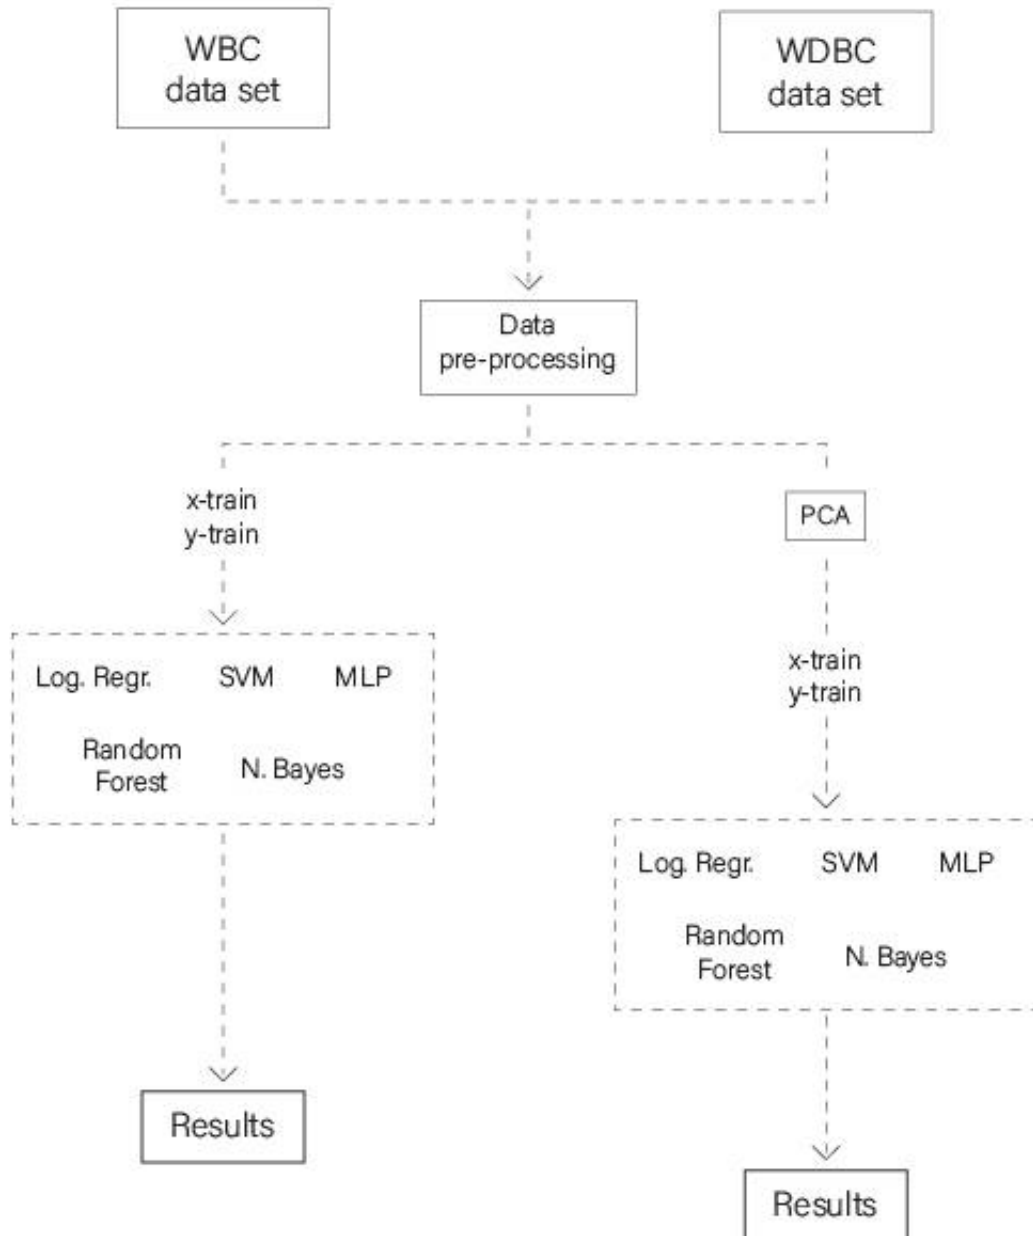 WBC
data set
WDBC
data set
Data
pre-processing
x-train
y-train
PCA
Log. Regr.
SVM
MLP
Random
Forest
N. Bayes
x-train
y-train
Log. Regr.
SVM
MLP
Random
Forest
N. Bayes
Results
Results